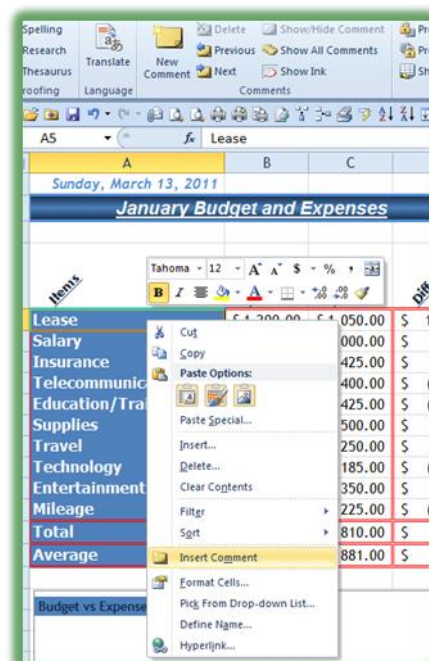 Spelling
Delete
Show/Hide Comment
Research
Translate
New
Comment
Previous
Show All Comments
Thesaurus
Next
Show Ink
roofing
Language
Comments
A5
fx
Lease
A
B
C
Sunday, March 13, 2011
January Budget and Expenses
Items
Tahoma
12
A
A
$
%
,
B
I
A
Lease
050.00
$
Salary
000.00
$
Insurance
425.00
$
Telecommunic
400.00
$ (
Education/Trai
425.00
$ (
Supplies
500.00
$
Travel
250.00
$
Technology
185.00
$ (
Entertainment
350.00
$
Mileage
225.00
$ (
Total
810.00
$
Average
881.00
$
Budget vs Expense
Cut
Copy
Paste Options:
Paste Special...
Insert...
Delete...
Clear Contents
Filter
Sort
Insert Comment
Format Cells...
Pick From Drop-down List...
Define Name...
Hyperlink...